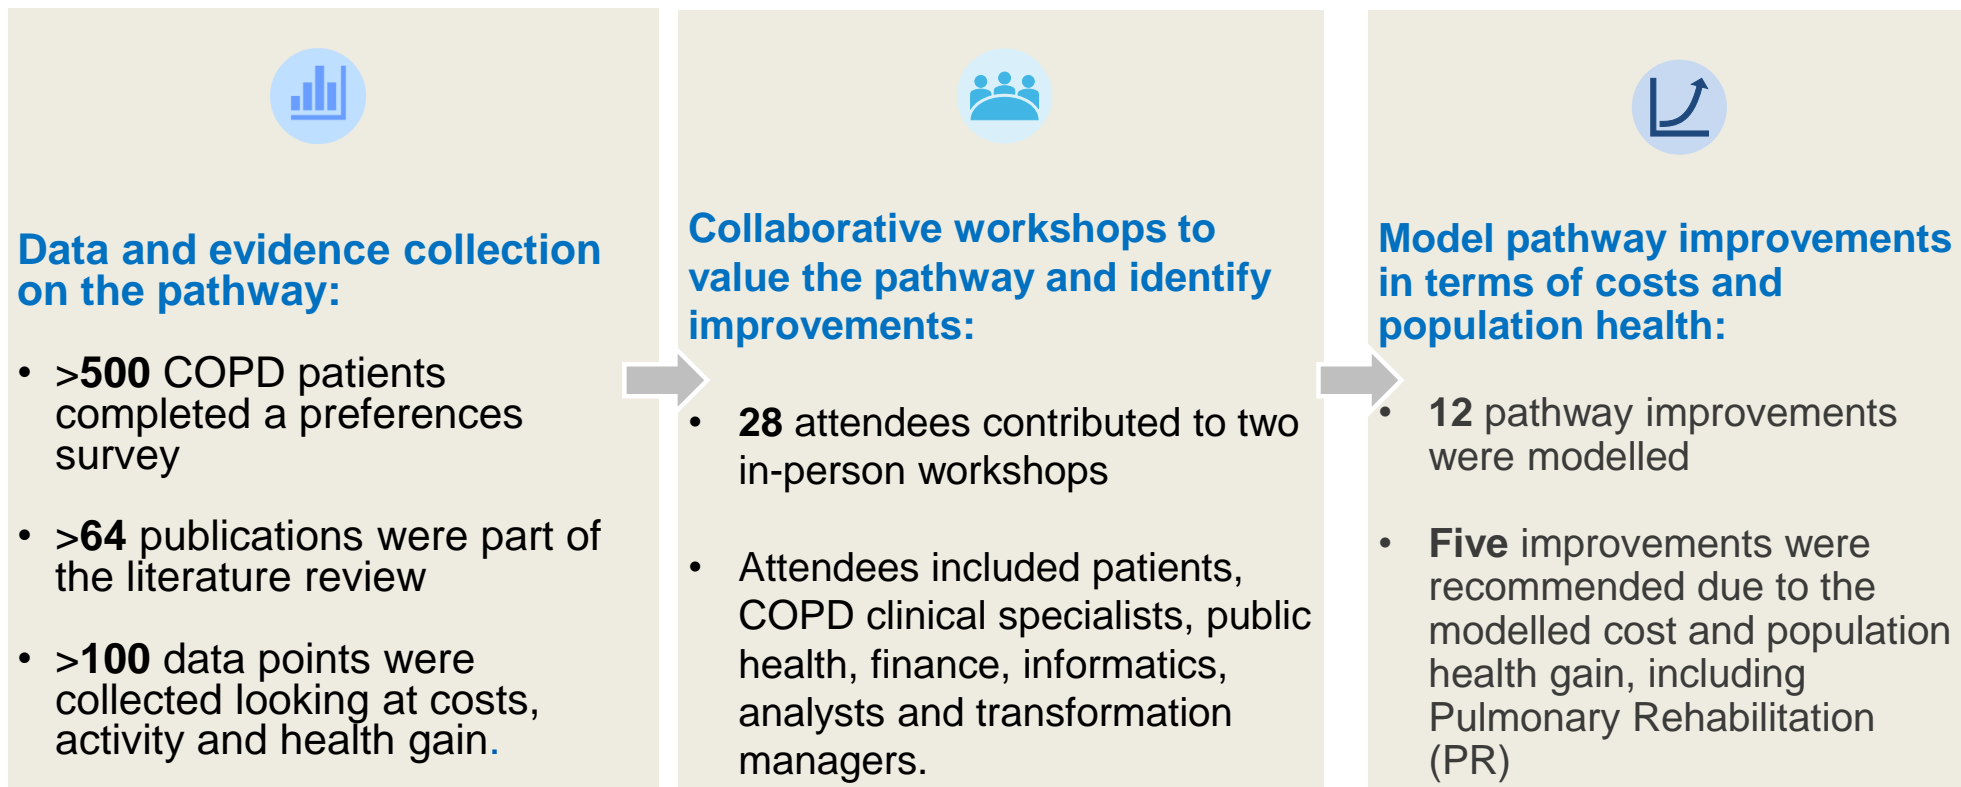 Data and evidence collection
on the pathway:
• >500 COPD patients
completed a preferences
survey
• >64 publications were part of
the literature review
• >100 data points were
collected looking at costs,
activity and health gain.
Collaborative workshops to
value the pathway and identify
improvements:
• 28 attendees contributed to two
in-person workshops
• Attendees included patients,
COPD clinical specialists, public
health, finance, informatics,
analysts and transformation
managers.
Model pathway improvements
in terms of costs and
population health:
• 12 pathway improvements
were modelled
• Five improvements were
recommended due to the
modelled cost and population
health gain, including
Pulmonary Rehabilitation
(PR)